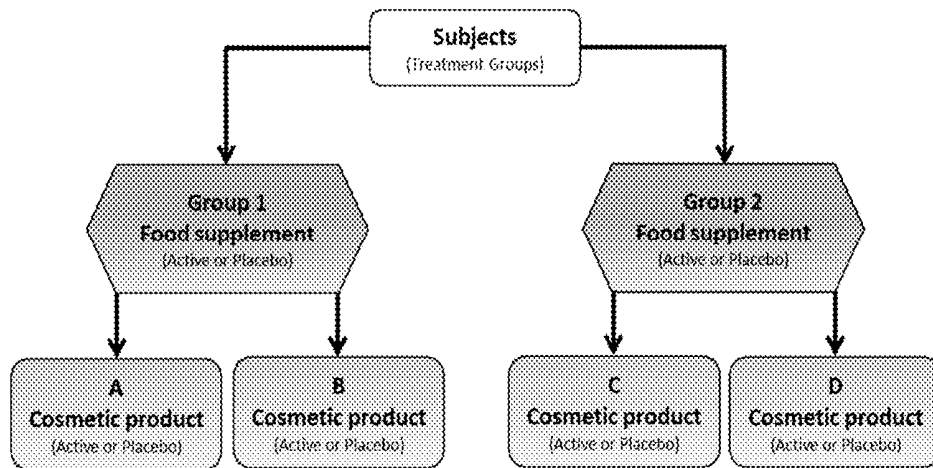 Subjects
(Treatment Groups)
Group 1
Food supplement
(Active or Placebo)
Group 2
Food supplement
(Active or Placebo)
A
Cosmetic product
(Active or Placebo)
B
Cosmetic product
(Active or Placebo)
C
Cosmetic product
(Active or Placebo)
D
Cosmetic product
(Active or Placebo)